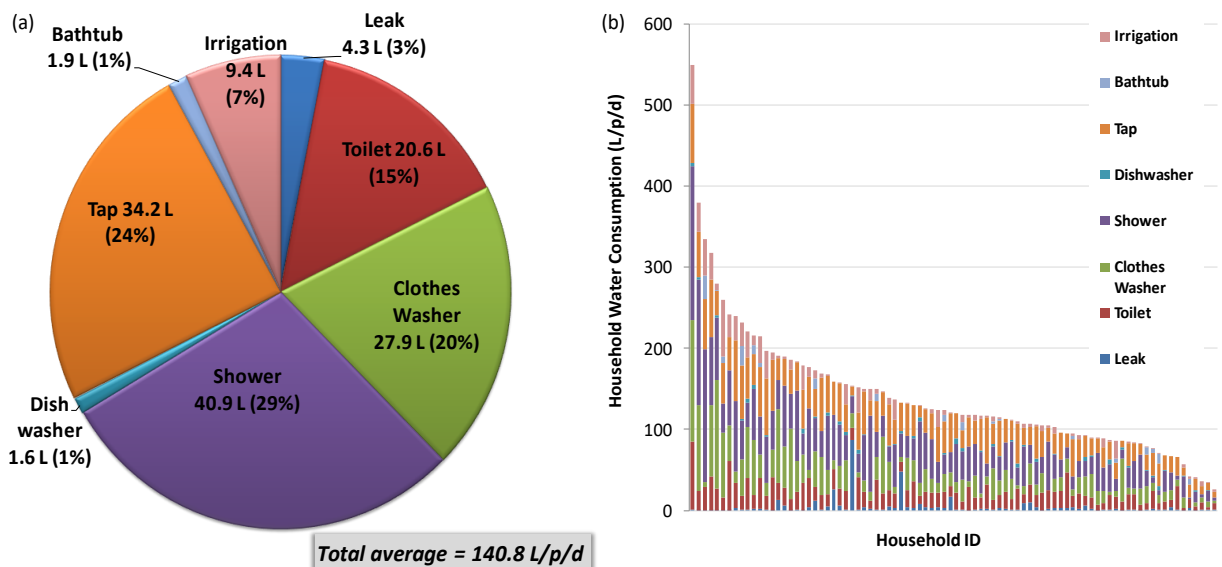 (a)
Leak
4.3 L (3%)
Irrigation
9.4 L
(7%)
Bathtub
1.9 L (1%)
Toilet 20.6 L
(15%)
Tap 34.2 L
(24%)
Clothes
Washer
27.9 L (20%)
Shower
40.9 L (29%)
Dish
washer
1.6 L (1%)
Total average = 140.8 L/p/d
(b)
Household Water Consumption (L/p/d)
600
500
400
300
200
100
0
Household ID
Irrigation
Bathtub
Tap
Dishwasher
Shower
Clothes
Washer
Toilet
Leak